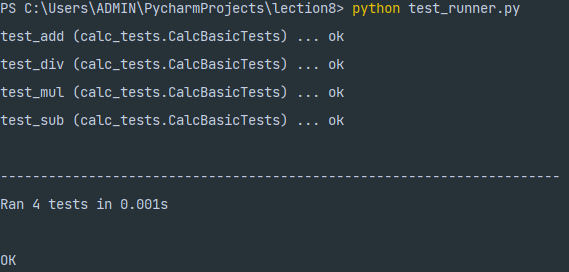 PS C:\Users\ADMIN\PycharmProjects\lection8> python test_runner.py
test_add (calc_tests.CalcBasicTests) ... ok
test_div (calc_tests.CalcBasicTests) ... ok
test_mul (calc_tests.CalcBasicTests) ... ok
test_sub (calc_tests.CalcBasicTests) ... ok
----------------------------------------------------------------------
Ran 4 tests in 0.001s
OK